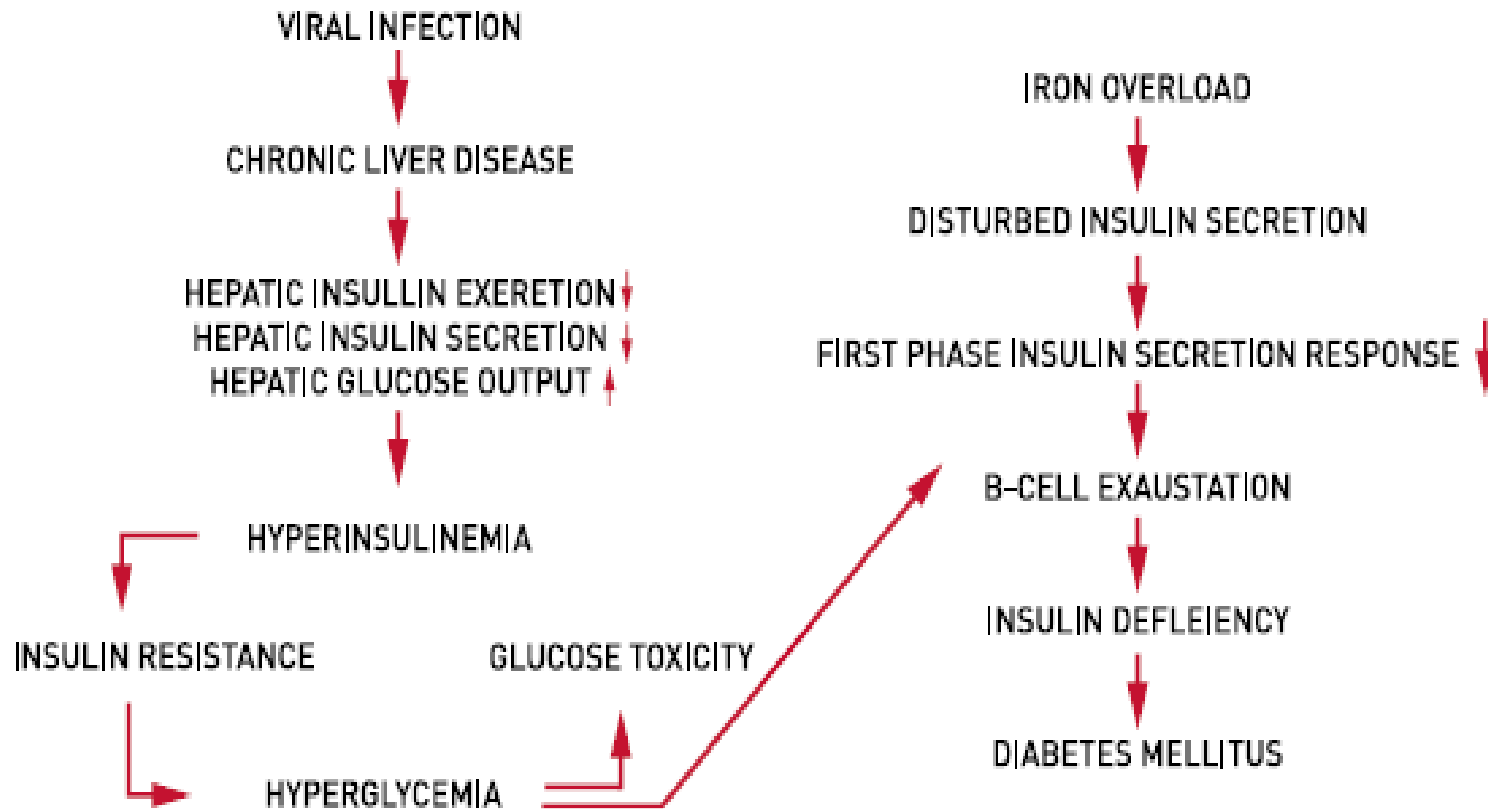 VIRAL INFECTION
CHRONIC LIVER DISEASE
HEPATIC INSULLIN EXERETION
HEPATIC INSULIN SECRETION
HEPATIC GLUCOSE OUTPUT
HYPERINSULINEMIA
INSULIN RESISTANCE
GLUCOSE TOXICITY
HYPERGLYCEMIA
IRON OVERLOAD
DISTURBED INSULIN SECRETION
FIRST PHASE INSULIN SECRETION RESPONSE
B-CELL EXAUSTATION
INSULIN DEFLEIENCY
DIABETES MELLITUS